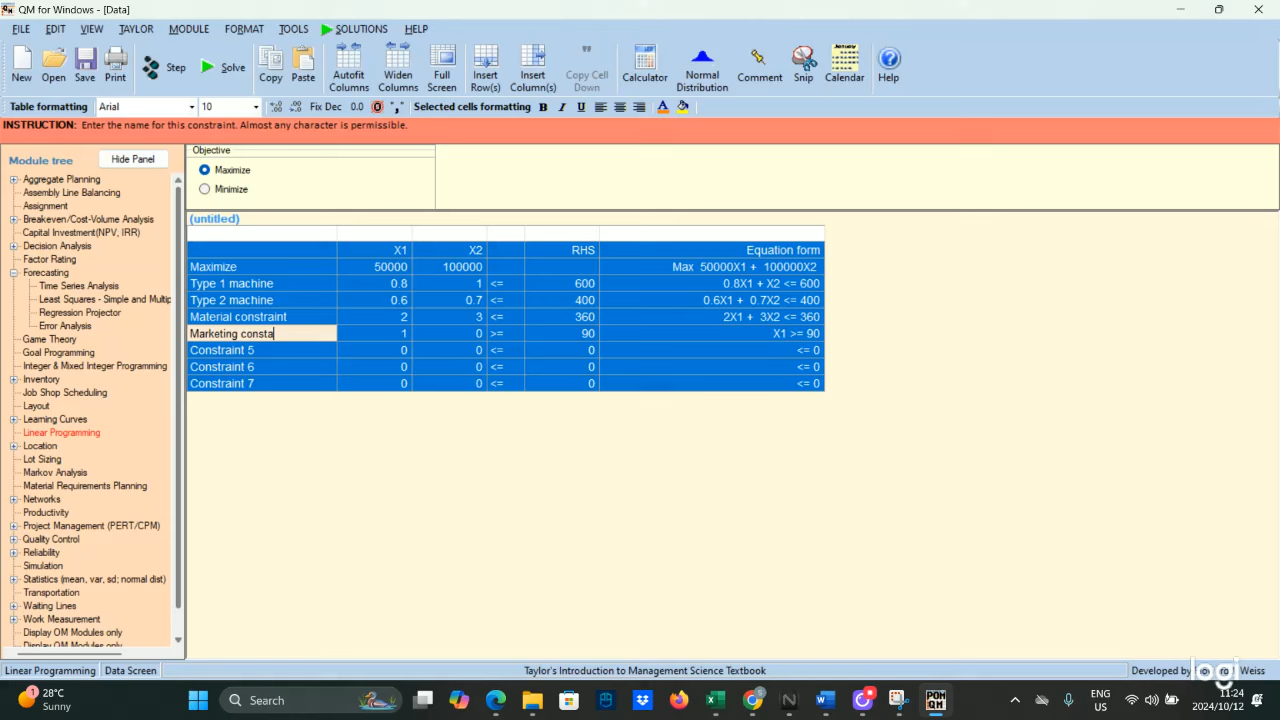 QM for Windows - [Data]
FILE EDIT VIEW TAYLOR MODULE FORMAT TOOLS SOLUTIONS HELP
New Open Save Print Step Solve Copy Paste Autofit Columns Widen Columns Full Screen Insert Row(s) Insert Column(s) Copy Cell Down Calculator Normal Distribution Comment Snip Calendar Help
Table formatting Arial 10 Fix Dec 0.0 Selected cells formatting B I U A
INSTRUCTION: Enter the name for this constraint. Almost any character is permissible.
Module tree Hide Panel
Aggregate Planning
Assembly Line Balancing
Assignment
Breakeven/Cost-Volume Analysis
Capital Investment(NPV, IRR)
Decision Analysis
Factor Rating
Forecasting
Time Series Analysis
Least Squares - Simple and Multip
Regression Projector
Error Analysis
Game Theory
Goal Programming
Integer & Mixed Integer Programming
Inventory
Job Shop Scheduling
Layout
Learning Curves
Linear Programming
Location
Lot Sizing
Markov Analysis
Material Requirements Planning
Networks
Productivity
Project Management (PERT/CPM)
Quality Control
Reliability
Simulation
Statistics (mean, var, sd; normal dist)
Transportation
Waiting Lines
Work Measurement
Display OM Modules only
Display QM Modules only
Objective
Maximize
Minimize
(untitled)
X1 X2 RHS Equation form
Maximize 50000 100000 Max 50000X1 + 100000X2
Type 1 machine 0.8 1 <= 600 0.8X1 + X2 <= 600
Type 2 machine 0.6 0.7 <= 400 0.6X1 + 0.7X2 <= 400
Material constraint 2 3 <= 360 2X1 + 3X2 <= 360
Marketing consta 1 0 >= 90 X1 >= 90
Constraint 5 0 0 <= 0 <= 0
Constraint 6 0 0 <= 0 <= 0
Constraint 7 0 0 <= 0 <= 0
Linear Programming Data Screen Taylor's Introduction to Management Science Textbook Developed by Weiss
logi
28°C
Sunny
Search
POM
QM
ENG
US
11:24
2024/10/12